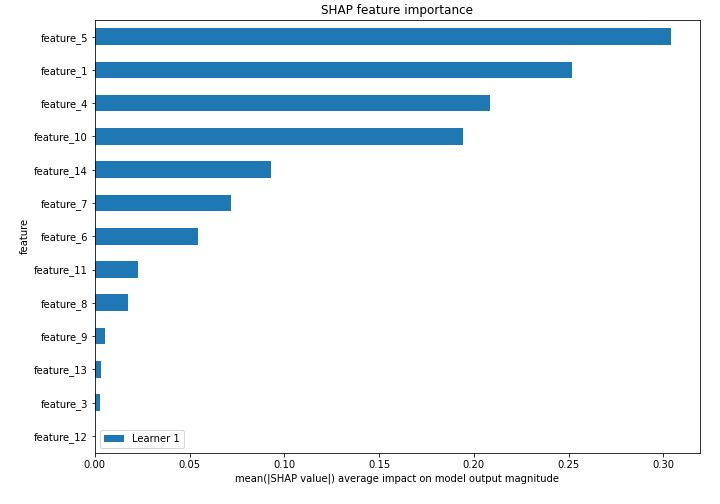 SHAP feature importance
feature_5
feature_1
feature_4
feature_10
feature_14
feature_7
feature_6
feature_11
feature_8
feature_9
feature_13
feature_3
feature_12
feature
Learner 1
0.00 0.05 0.10 0.15 0.20 0.25 0.30
mean(|SHAP value|) average impact on model output magnitude